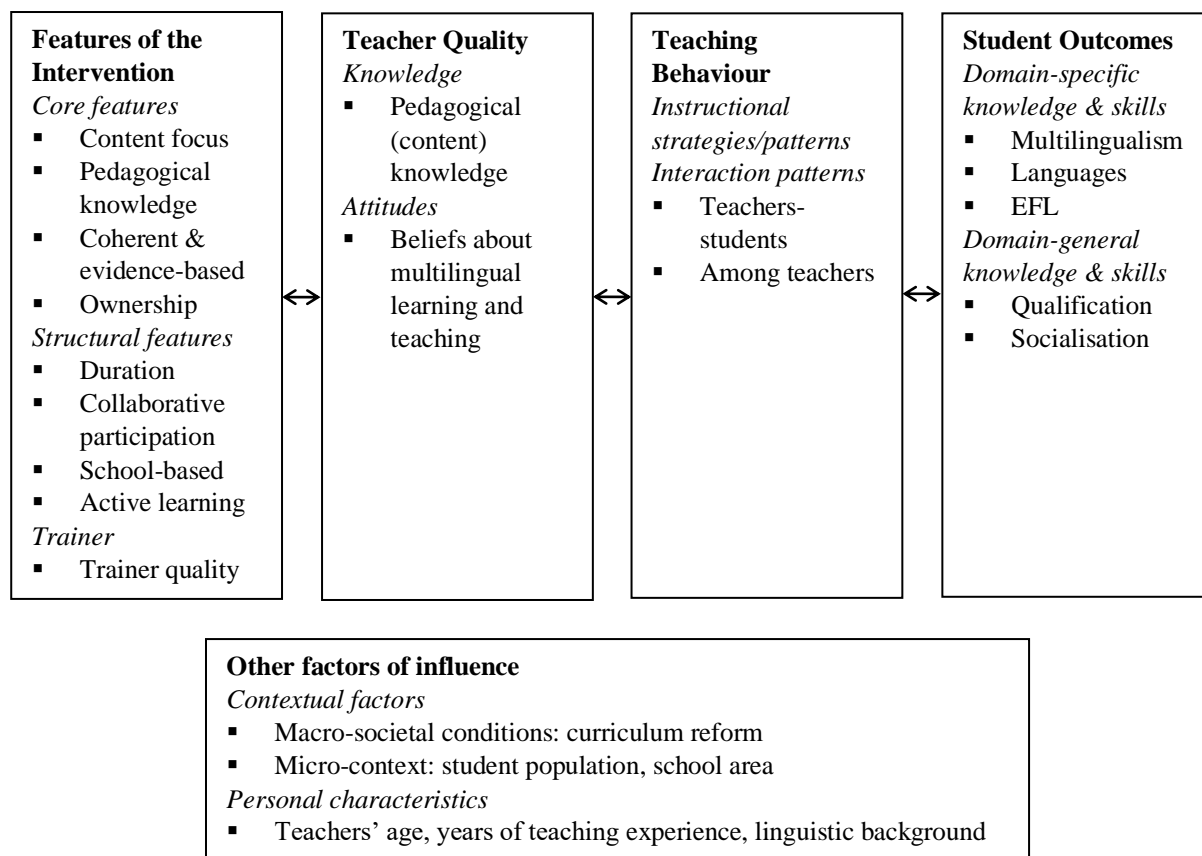 Features of the
Intervention
Core features
▪ Content focus
▪ Pedagogical
knowledge
▪ Coherent &
evidence-based
▪ Ownership
Structural features
▪ Duration
▪ Collaborative
participation
▪ School-based
▪ Active learning
Trainer
▪ Trainer quality
Teacher Quality
Knowledge
▪ Pedagogical
(content)
knowledge
Attitudes
▪ Beliefs about
multilingual
learning and
teaching
Teaching
Behaviour
Instructional
strategies/patterns
Interaction patterns
▪ Teachers-
students
▪ Among teachers
Student Outcomes
Domain-specific
knowledge & skills
▪ Multilingualism
▪ Languages
▪ EFL
Domain-general
knowledge & skills
▪ Qualification
▪ Socialisation
Other factors of influence
Contextual factors
▪ Macro-societal conditions: curriculum reform
▪ Micro-context: student population, school area
Personal characteristics
▪ Teachers’ age, years of teaching experience, linguistic background